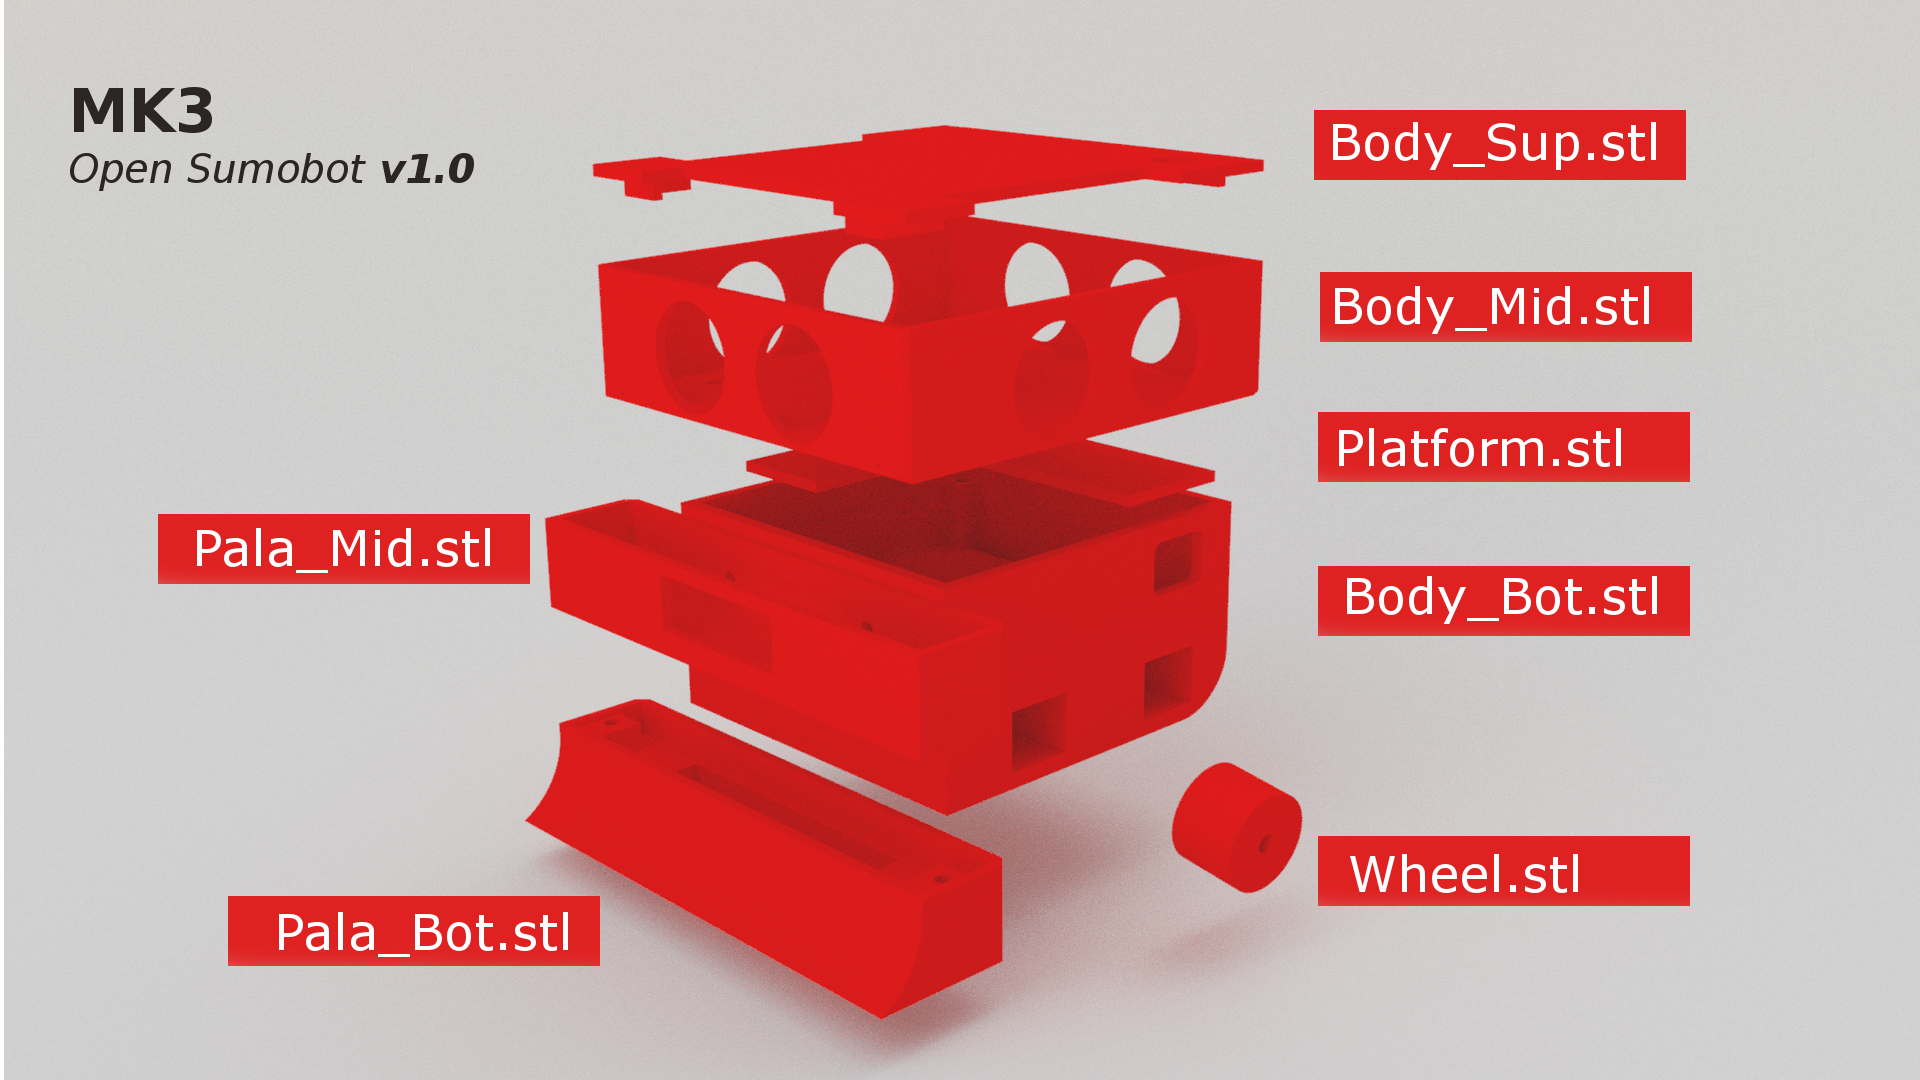 MK3
Open Sumobot v1.0
Body_Sup.stl
Body_Mid.stl
Platform.stl
Pala_Mid.stl
Body_Bot.stl
Wheel.stl
Pala_Bot.stl